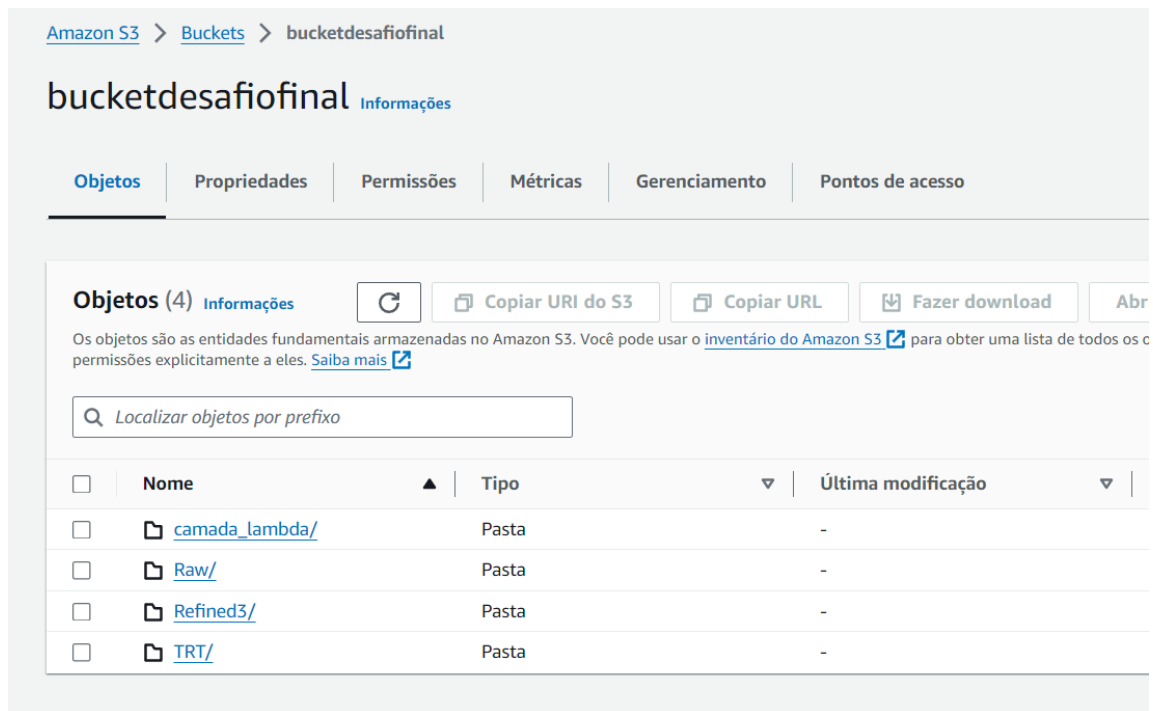 Amazon S3 > Buckets > bucketdesafiofinal
bucketdesafiofinal Informações
Objetos Propriedades Permissões Métricas Gerenciamento Pontos de acesso
Objetos (4) Informações Copiar URI do S3 Copiar URL Fazer download Abr
Os objetos são as entidades fundamentais armazenadas no Amazon S3. Você pode usar o inventário do Amazon S3 para obter uma lista de todos os o
permissões explicitamente a eles. Saiba mais
Localizar objetos por prefixo
Nome Tipo Última modificação
camada_lambda/ Pasta -
Raw/ Pasta -
Refined3/ Pasta -
TRT/ Pasta -